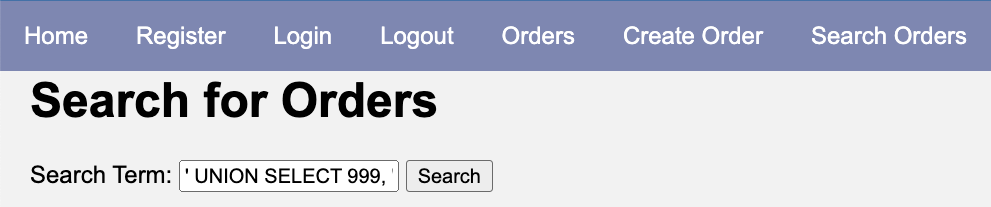 Home Register Login Logout Orders Create Order Search Orders
Search for Orders
Search Term: ' UNION SELECT 999, ' Search